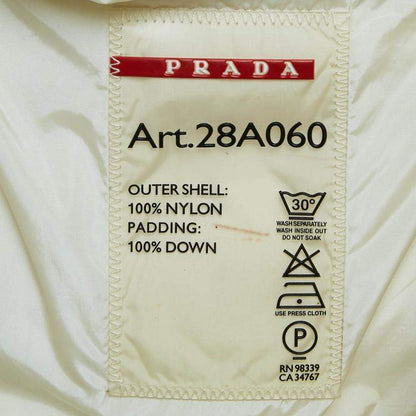 PRADA
Art.28A060
OUTER SHELL:
100% NYLON
PADDING:
100% DOWN
30°
WASH SEPARATELY
WASH INSIDE OUT
DO NOT SOAK
USE PRESS CLOTH
P
RN 98339
CA 34767